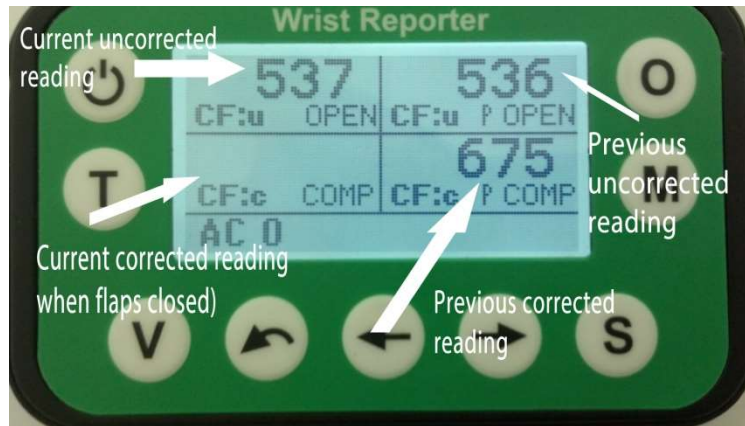 Wrist Reporter
Current uncorrected
reading
537 536
CF:u OPEN CF:u P OPEN
O
T
Previous
uncorrected
reading
M
675
CF:c COMP CF:c P COMP
AC 0
Current corrected reading
when flaps closed)
Previous corrected
reading
V
S